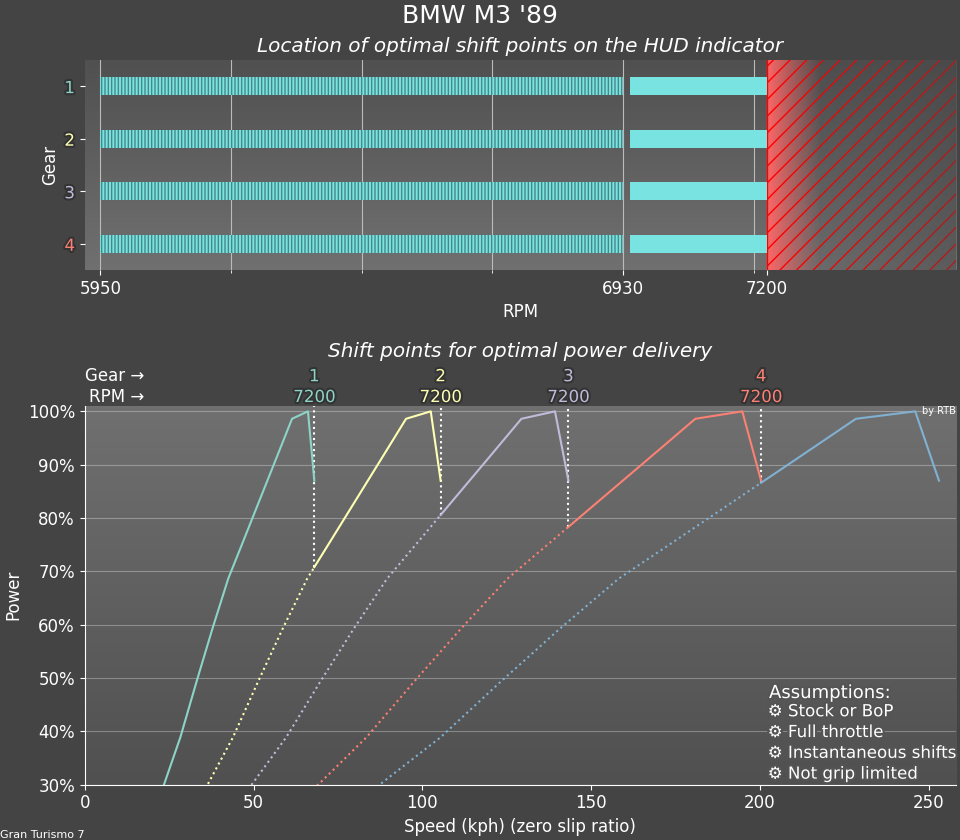 BMW M3 '89
Location of optimal shift points on the HUD indicator
Gear
1
2
3
4
5950 6930 7200
RPM
Shift points for optimal power delivery
Gear → 1 2 3 4
RPM → 7200 7200 7200 7200
by RTB
Power
100%
90%
80%
70%
60%
50%
40%
30%
Assumptions:
⚙ Stock or BoP
⚙ Full throttle
⚙ Instantaneous shifts
⚙ Not grip limited
0 50 100 150 200 250
Speed (kph) (zero slip ratio)
Gran Turismo 7